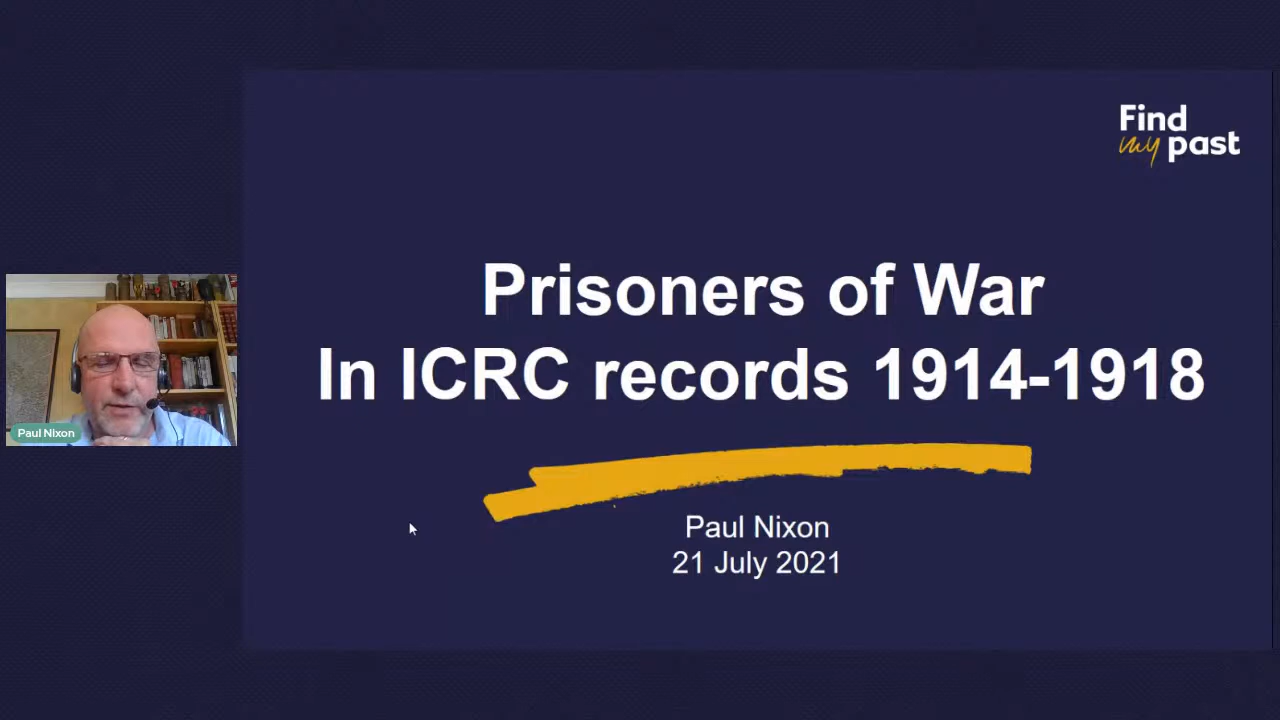 Find
my past
Prisoners of War
In ICRC records 1914-1918
Paul Nixon
Paul Nixon
21 July 2021